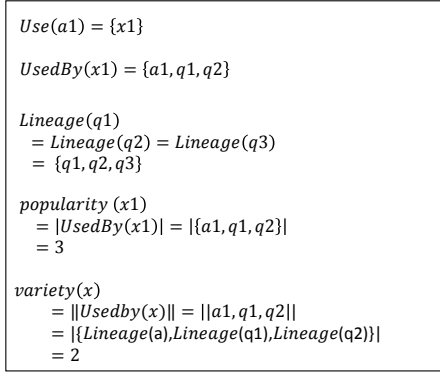 Use(a1) = {x1}
UsedBy(x1) = {a1, q1, q2}
Lineage(q1)
= Lineage(q2) = Lineage(q3)
= {q1, q2, q3}
popularity (x1)
= |UsedBy(x1)| = |{a1, q1, q2}|
= 3
variety(x)
= ‖Usedby(x)‖ = ||a1, q1, q2||
= |{Lineage(a),Lineage(q1),Lineage(q2)}|
= 2